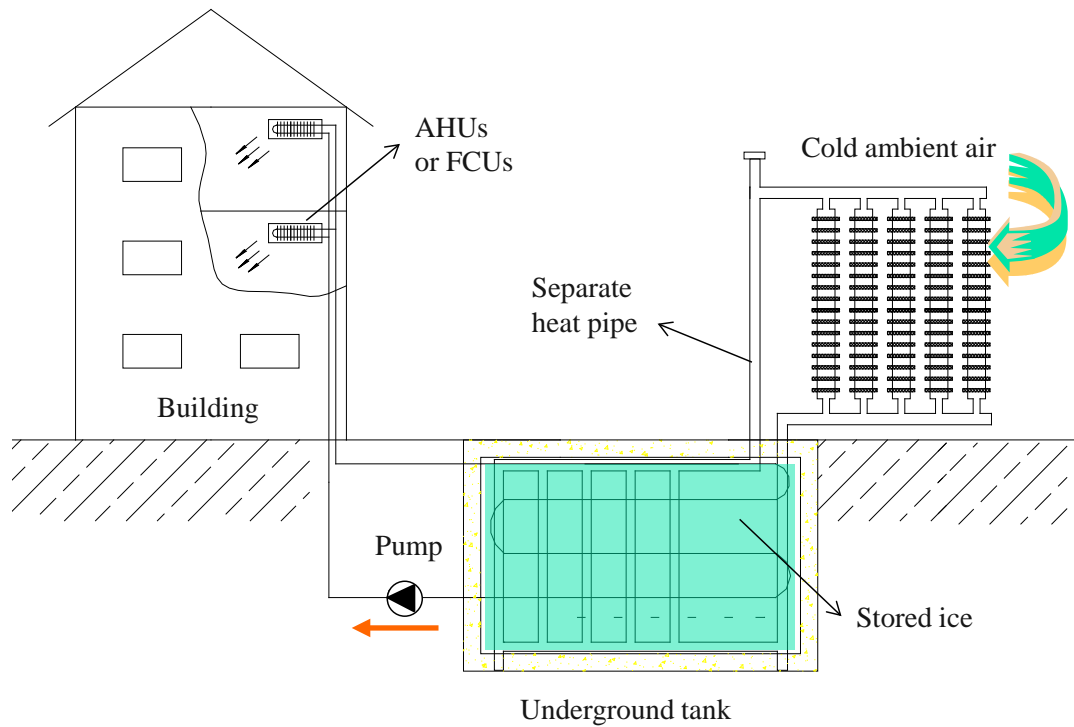 AHUs
or FCUs
Cold ambient air
Separate
heat pipe
Building
Pump
Stored ice
Underground tank